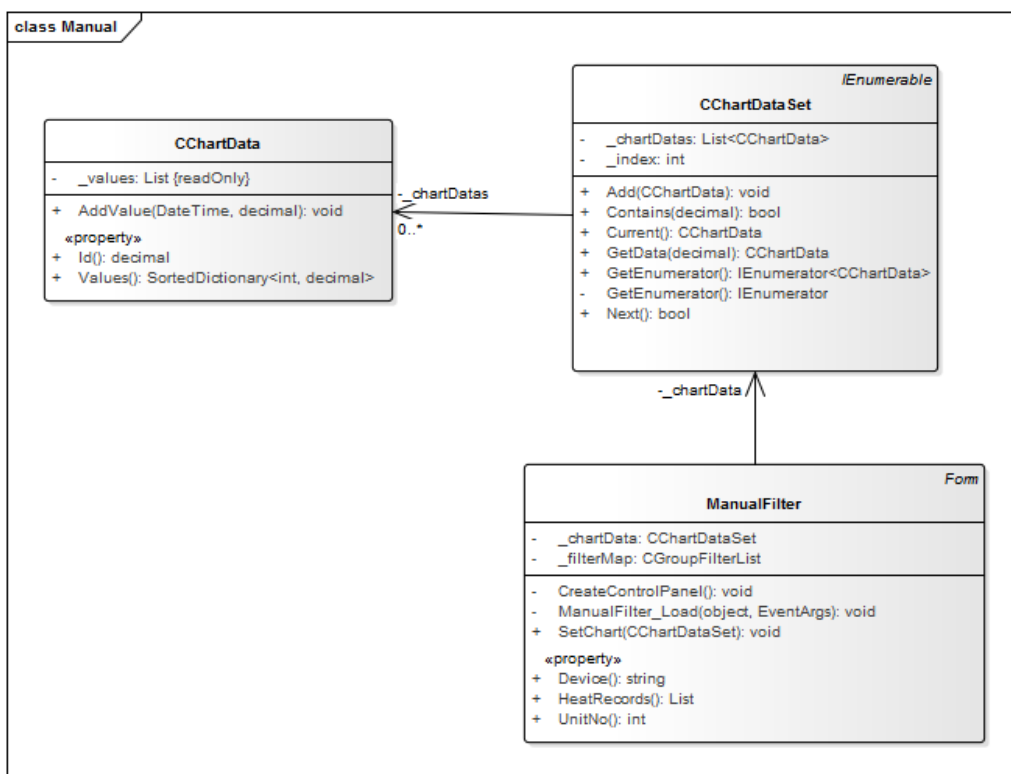 class Manual
CChartData
- _values: List {readOnly}
+ AddValue(DateTime, decimal): void
«property»
+ Id(): decimal
+ Values(): SortedDictionary<int, decimal>
-_chartDatas
0..*
IEnumerable
CChartDataSet
- _chartDatas: List<CChartData>
- _index: int
+ Add(CChartData): void
+ Contains(decimal): bool
+ Current(): CChartData
+ GetData(decimal): CChartData
+ GetEnumerator(): IEnumerator<CChartData>
- GetEnumerator(): IEnumerator
+ Next(): bool
-_chartData
Form
ManualFilter
- _chartData: CChartDataSet
- _filterMap: CGroupFilterList
- CreateControlPanel(): void
- ManualFilter_Load(object, EventArgs): void
+ SetChart(CChartDataSet): void
«property»
+ Device(): string
+ HeatRecords(): List
+ UnitNo(): int